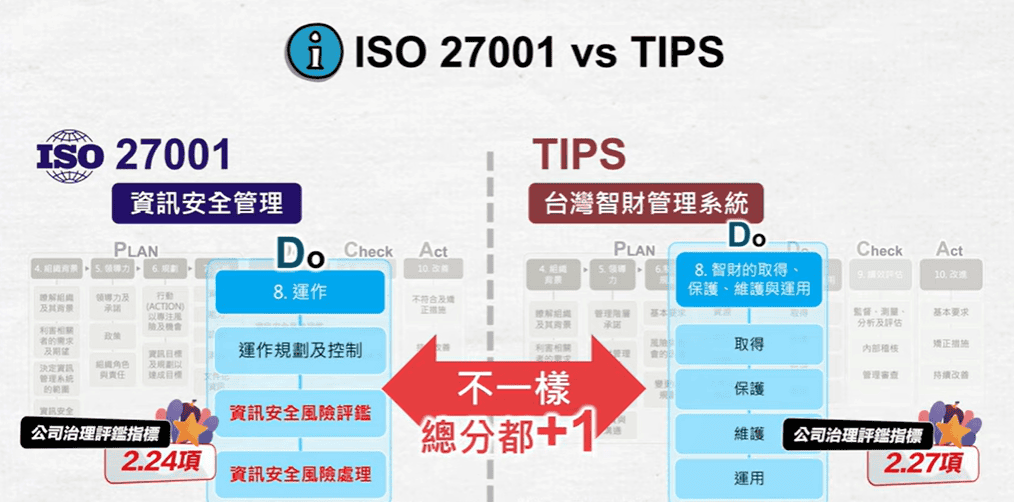 i ISO 27001 vs TIPS
ISO 27001
資訊安全管理
PLAN
Do
Check
Act
4. 組織背景
5. 領導力
6. 規劃
10. 改善
瞭解組織
及其背景
利害相關
者的需求
及期望
決定資訊
管理系統
的範圍
資訊安全
領導力及
承諾
政策
組織角色
與責任
行動
(ACTION)
以專注風
險及機會
資訊目標
及規劃以
達成目標
8. 運作
運作規劃及控制
資訊安全風險評鑑
資訊安全風險處理
不符合及矯
正措施
公司治理評鑑指標
2.24項
不一樣
總分都+1
TIPS
台灣智財管理系統
PLAN
Do
Check
Act
4. 組織
背景
5. 領導
力
9. 績效評估
10. 改進
瞭解組織
及其背景
利害相關
者的需求
管理階層
承諾
8. 智財的取得、
保護、維護與運用
取得
保護
維護
運用
監督、測量、
分析及評估
內部稽核
管理審查
基本要求
矯正措施
持續改善
公司治理評鑑指標
2.27項